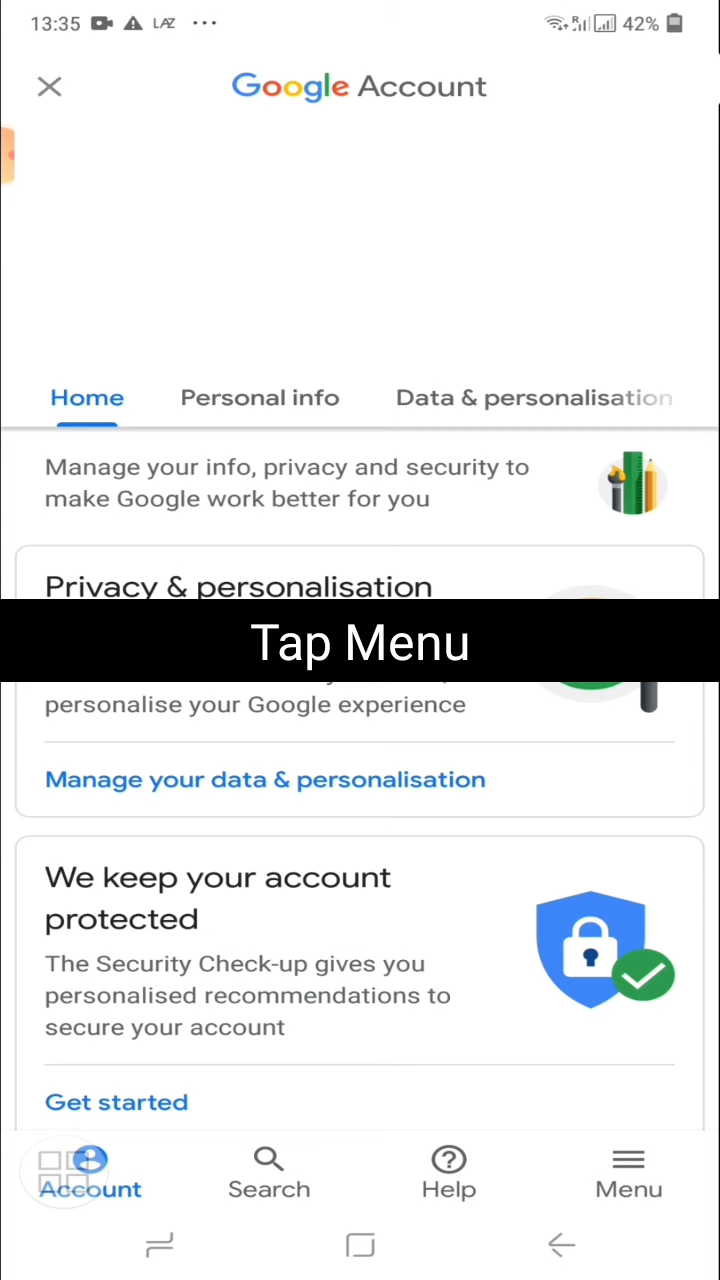 13:35 LAZ ... R 42%
Google Account
Home Personal info Data & personalisation
Manage your info, privacy and security to
make Google work better for you
Privacy & personalisation
Tap Menu
personalise your Google experience
Manage your data & personalisation
We keep your account
protected
The Security Check-up gives you
personalised recommendations to
secure your account
Get started
Account Search Help Menu